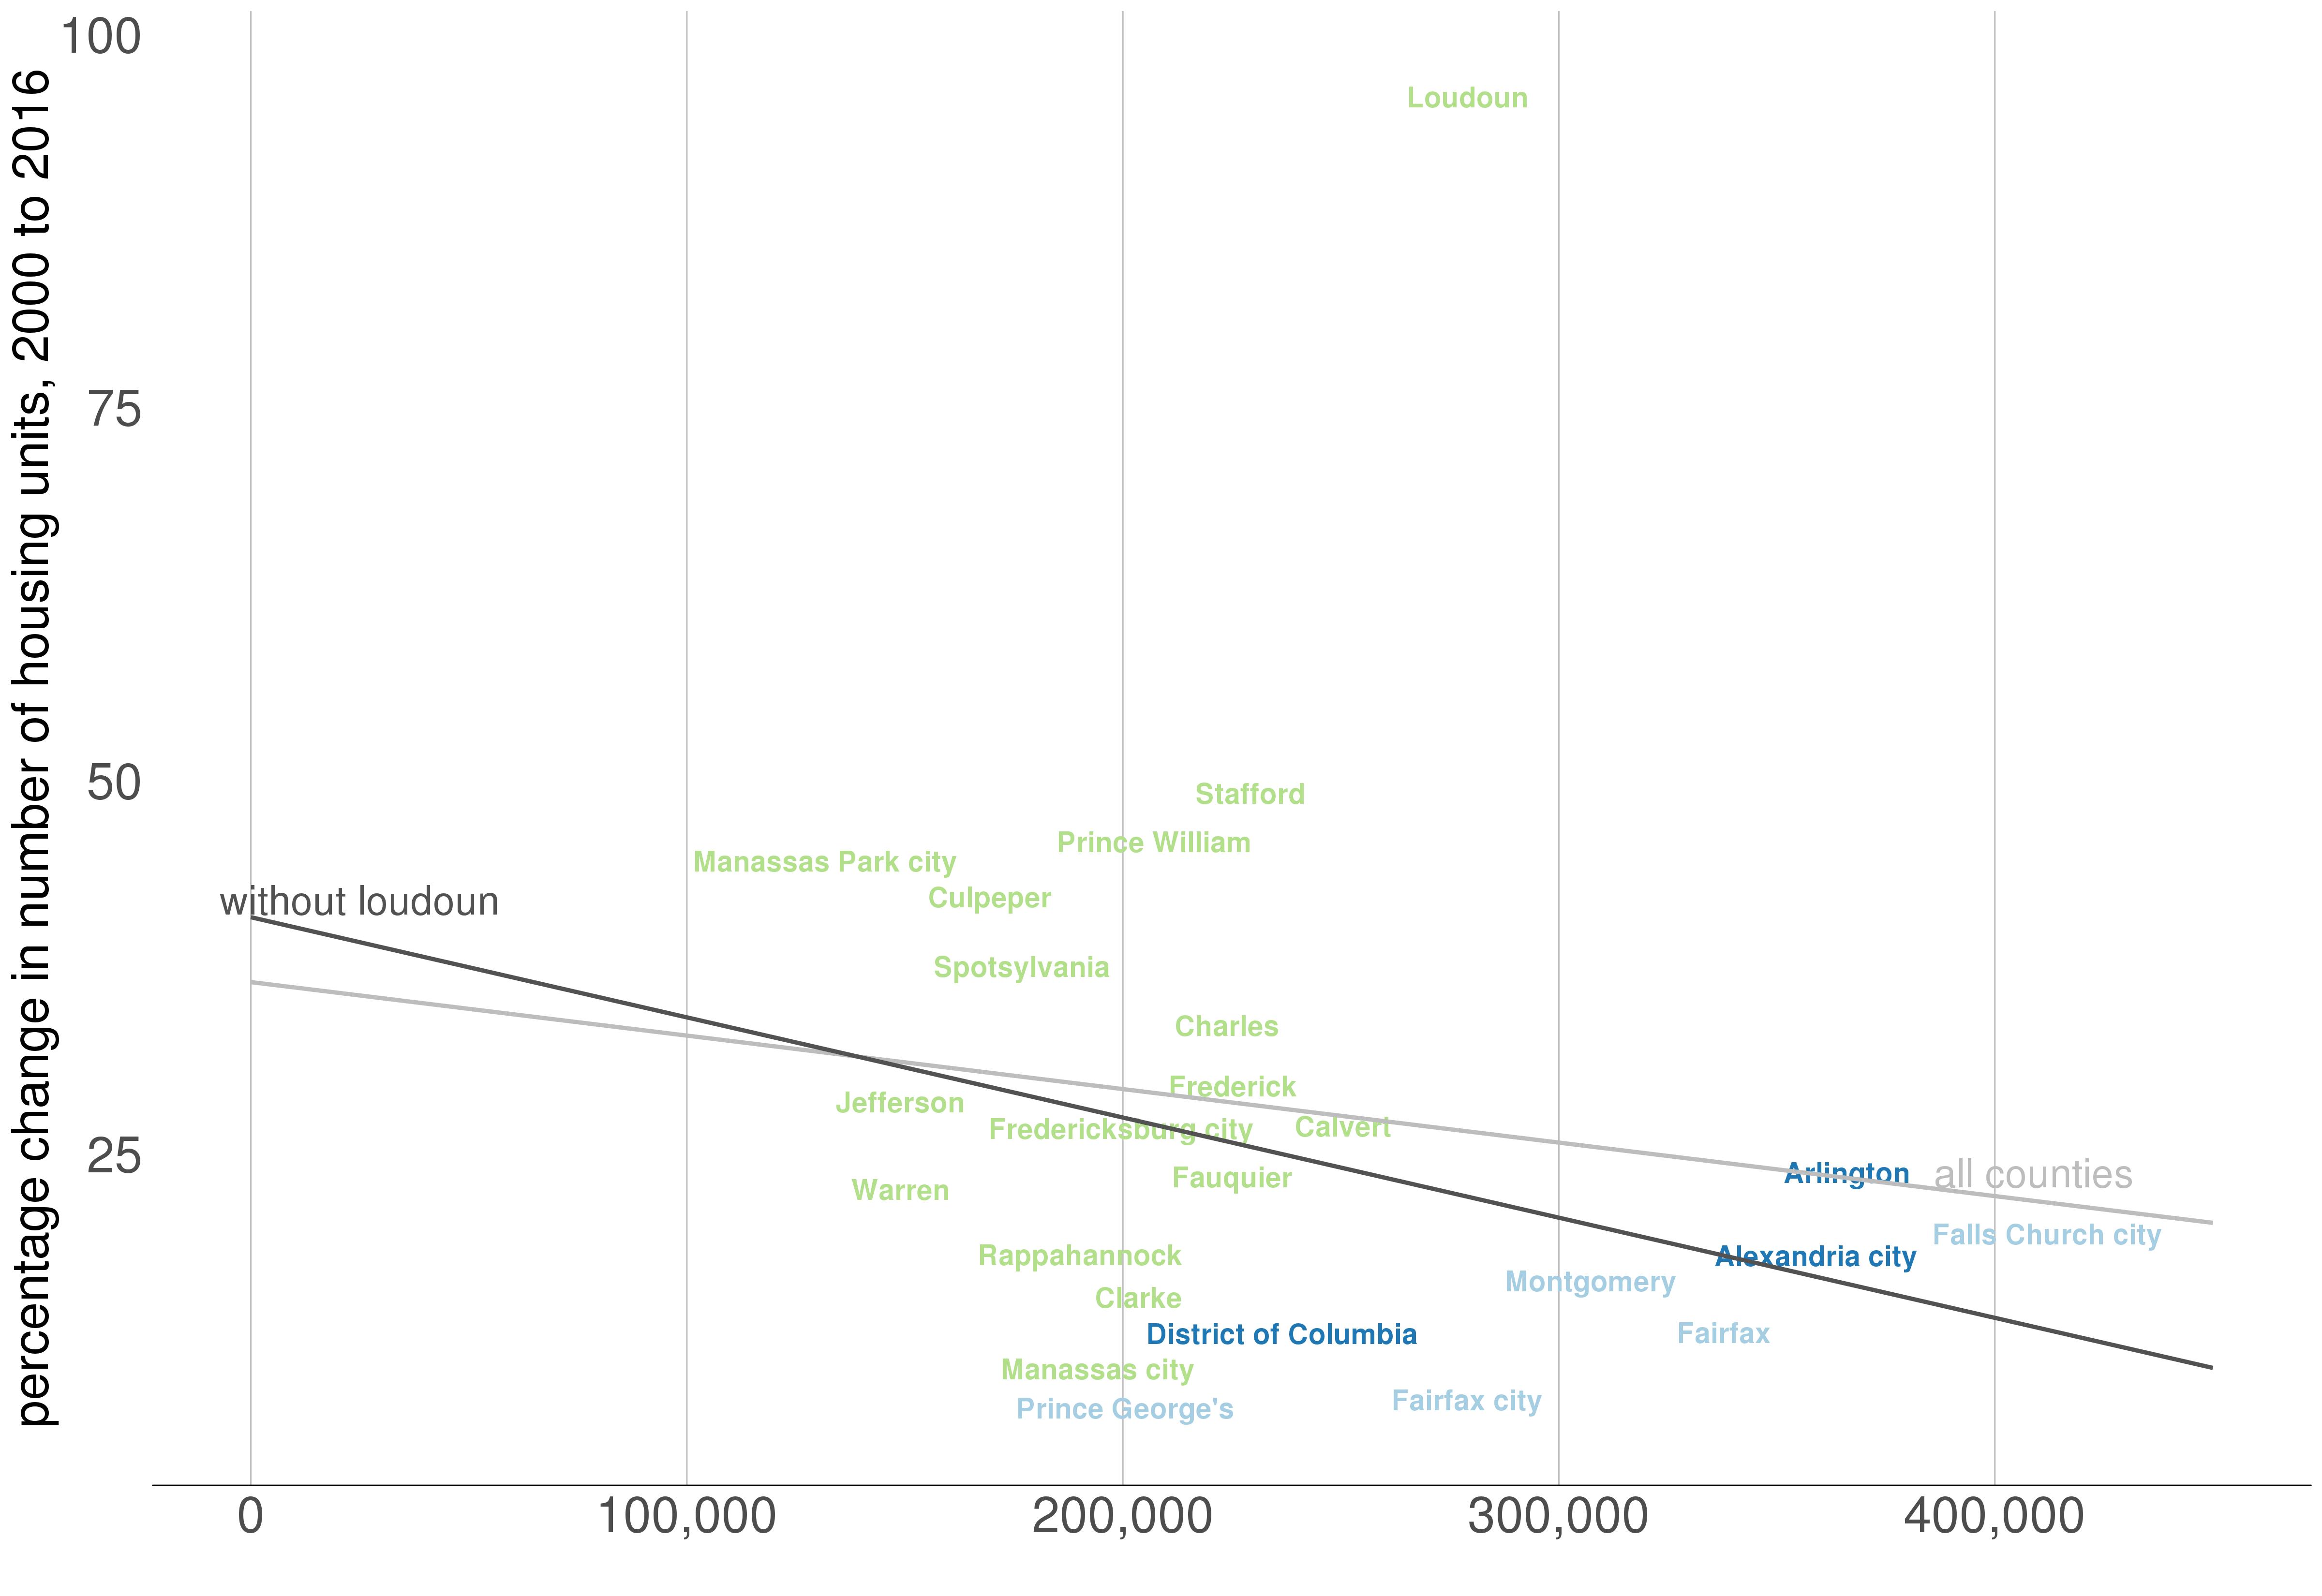 percentage change in number of housing units, 2000 to 2016
100
75
50
25
Loudoun
Stafford
Prince William
Manassas Park city
Culpeper
without loudoun
Spotsylvania
Charles
Frederick
Jefferson
Fredericksburg city
Calvert
Arlington
all counties
Fauquier
Warren
Falls Church city
Rappahannock
Alexandria city
Montgomery
Clarke
District of Columbia
Fairfax
Manassas city
Fairfax city
Prince George's
0
100,000
200,000
300,000
400,000